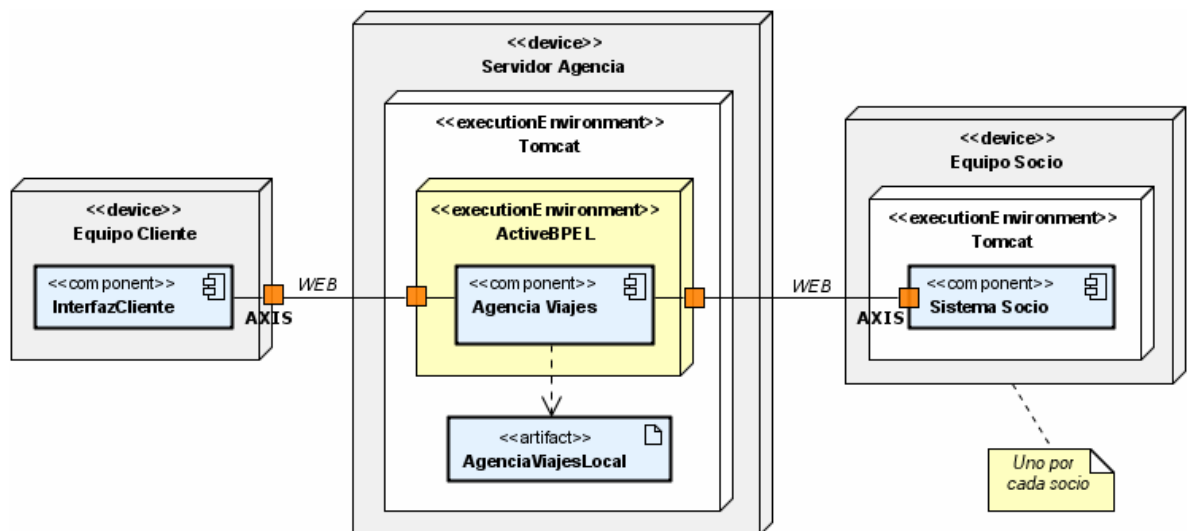 <<device>>
Servidor Agencia
<<executionEnvironment>>
Tomcat
<<executionEnvironment>>
ActiveBPEL
<<component>>
Agencia Viajes
<<artifact>>
AgenciaViajesLocal
<<device>>
Equipo Cliente
<<component>>
InterfazCliente
AXIS
WEB
WEB
<<device>>
Equipo Socio
<<executionEnvironment>>
Tomcat
<<component>>
Sistema Socio
AXIS
Uno por
cada socio